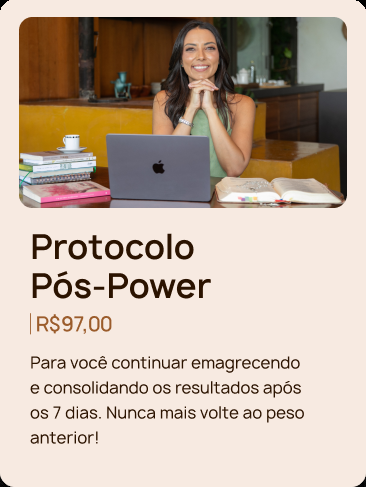 Protocolo
Pós-Power
R$97,00
Para você continuar emagrecendo
e consolidando os resultados após
os 7 dias. Nunca mais volte ao peso
anterior!